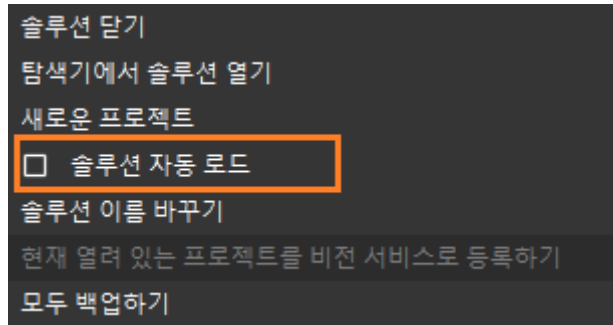 솔루션 닫기
탐색기에서 솔루션 열기
새로운 프로젝트
솔루션 자동 로드
솔루션 이름 바꾸기
현재 열려 있는 프로젝트를 비전 서비스로 등록하기
모두 백업하기